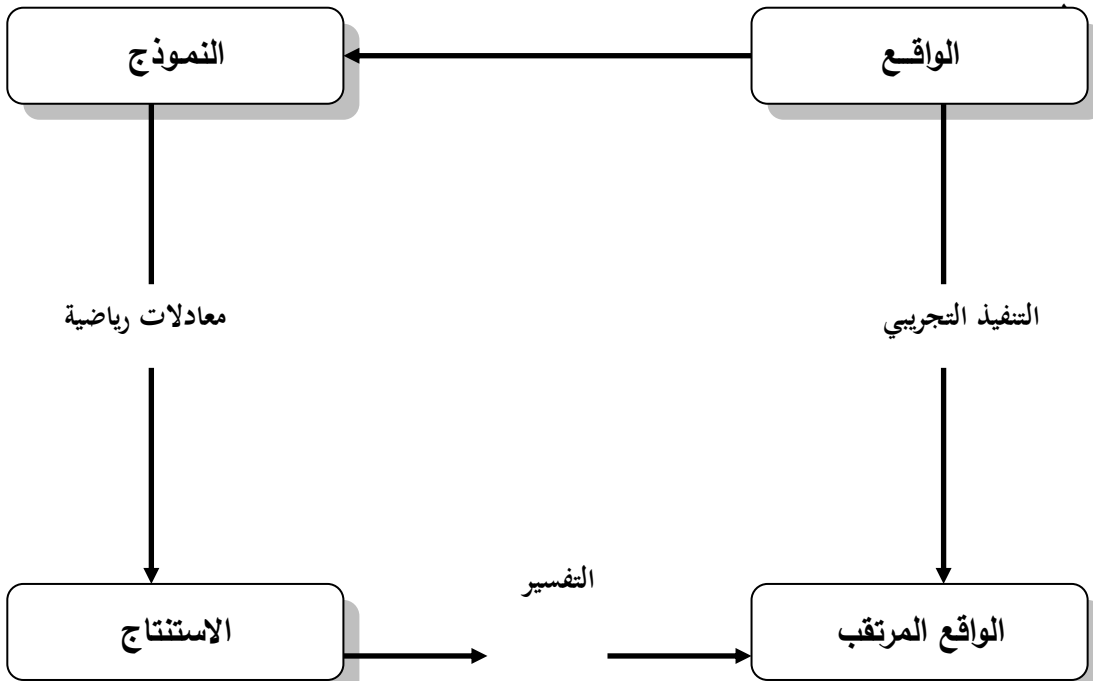 الواقـع
النموذج
التنفيذ التجريبي
معادلات رياضية
التفسير
الواقع المرتقب
الاستنتاج